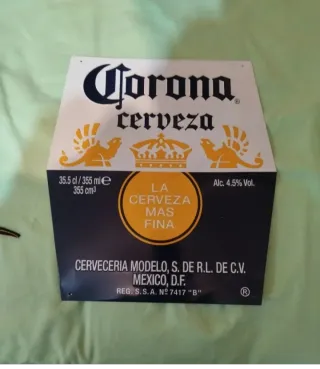 Corona®
cerveza
35.5 cl / 355 ml ℮
355 cm³
Alc. 4.5% Vol.
LA
CERVEZA
MAS
FINA
CERVECERIA MODELO, S. DE R.L. DE C.V.
MEXICO, D.F.
REG. S.S.A. Nº 7417 "B" ®